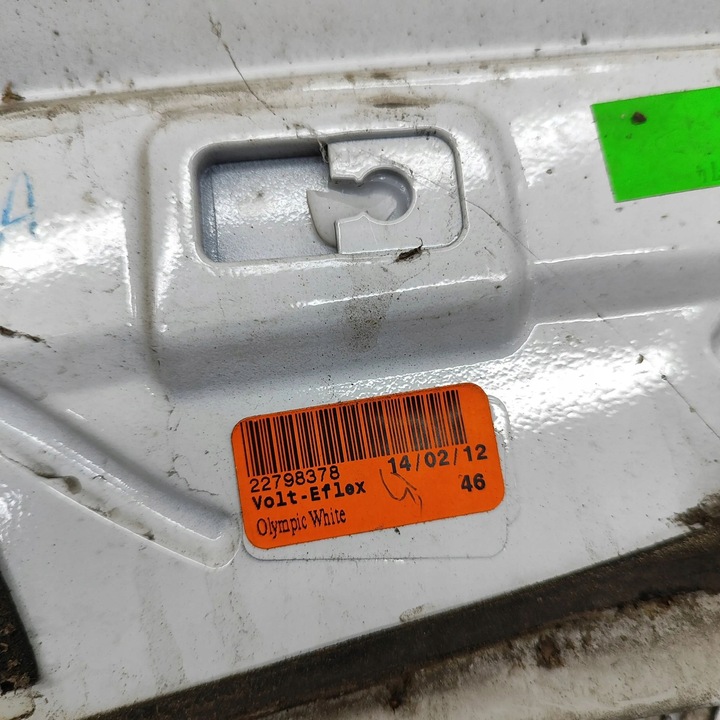 A
22798378 14/02/12
Volt-Eflex 46
Olympic White